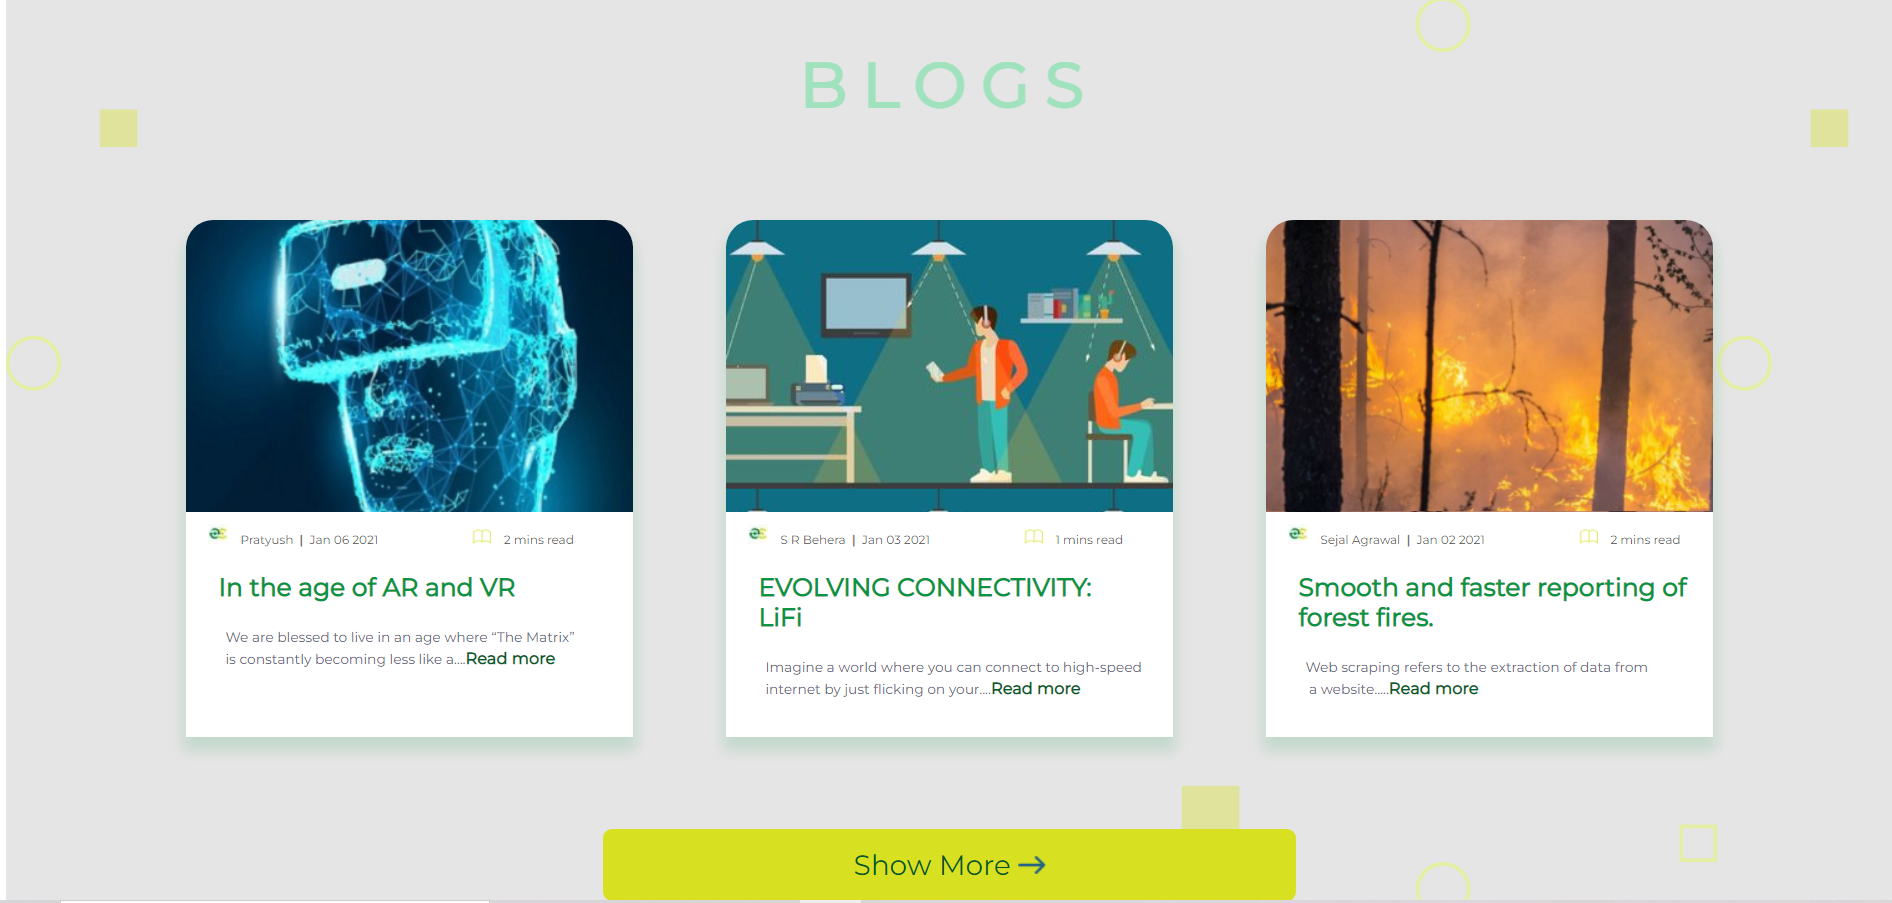 BLOGS
Pratyush | Jan 06 2021
2 mins read
In the age of AR and VR
We are blessed to live in an age where “The Matrix”
is constantly becoming less like a....Read more
S R Behera | Jan 03 2021
1 mins read
EVOLVING CONNECTIVITY:
LiFi
Imagine a world where you can connect to high-speed
internet by just flicking on your....Read more
Sejal Agrawal | Jan 02 2021
2 mins read
Smooth and faster reporting of
forest fires.
Web scraping refers to the extraction of data from
a website.....Read more
Show More →